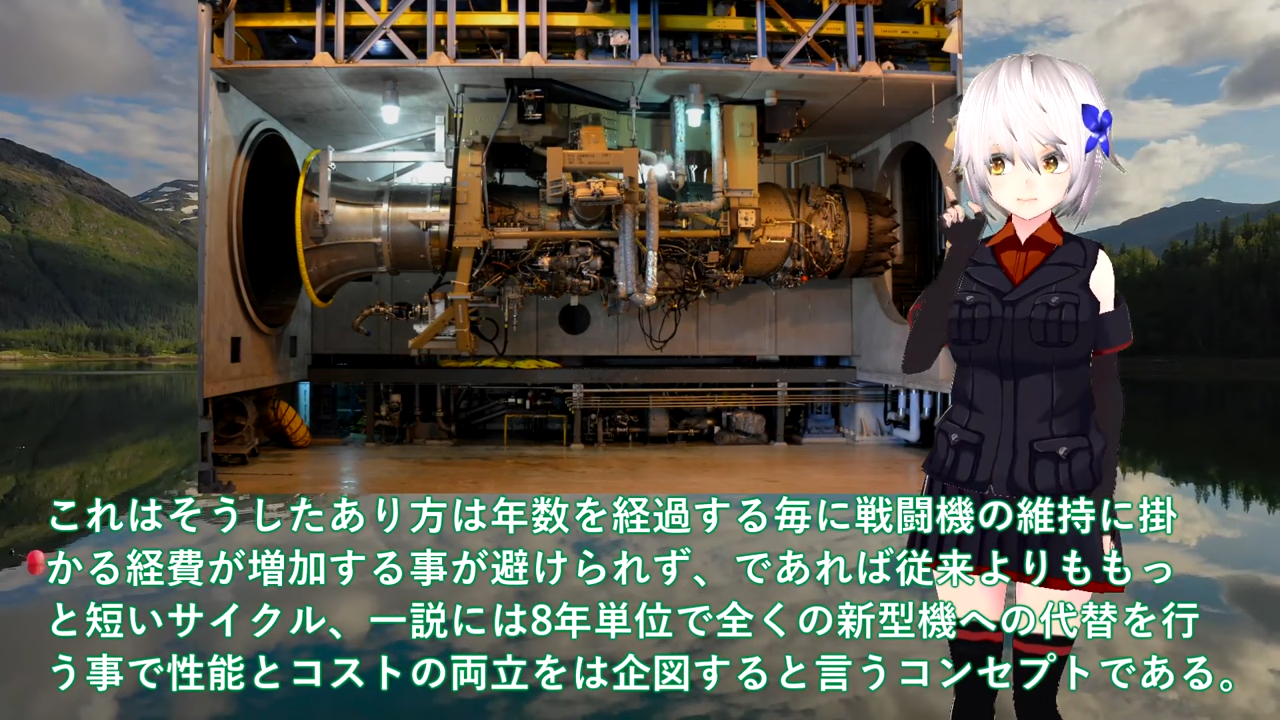 これはそうしたあり方は年数を経過する毎に戦闘機の維持に掛
かる経費が増加する事が避けられず、であれば従来よりももっ
と短いサイクル、一説には8年単位で全くの新型機への代替を行
う事で性能とコストの両立をは企図すると言うコンセプトである。